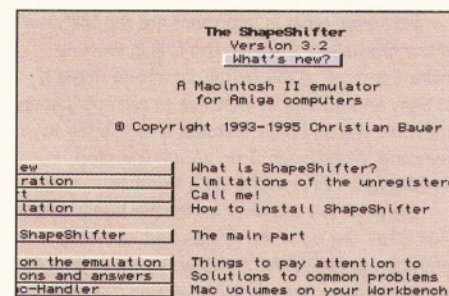 The ShapeShifter
Version 3.2
What's new?
A Macintosh II emulator
for Amiga computers
© Copyright 1993-1995 Christian Bauer
ew What is ShapeShifter?
ration Limitations of the unregistere
t Call me!
lation How to install ShapeShifter
ShapeShifter The main part
on the emulation Things to pay attention to
ons and answers Solutions to common problems
c-Handler Mac volumes on your Workbench